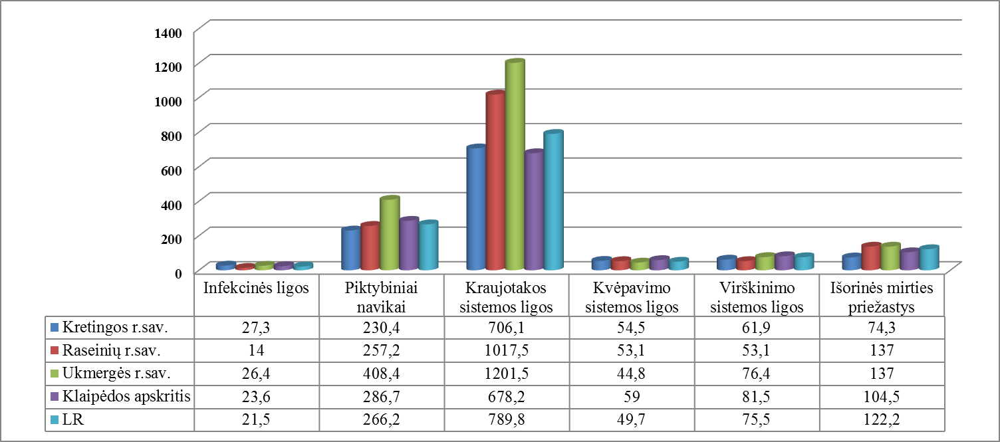 1400
1200
1000
800
600
400
200
0
Infekcinės ligos
Piktybiniai
navikai
Kraujotakos
sistemos ligos
Kvėpavimo
sistemos ligos
Virškinimo
sistemos ligos
Išorinės mirties
priežastys
Kretingos r.sav. 27,3 230,4 706,1 54,5 61,9 74,3
Raseinių r.sav. 14 257,2 1017,5 53,1 53,1 137
Ukmergės r.sav. 26,4 408,4 1201,5 44,8 76,4 137
Klaipėdos apskritis 23,6 286,7 678,2 59 81,5 104,5
LR 21,5 266,2 789,8 49,7 75,5 122,2